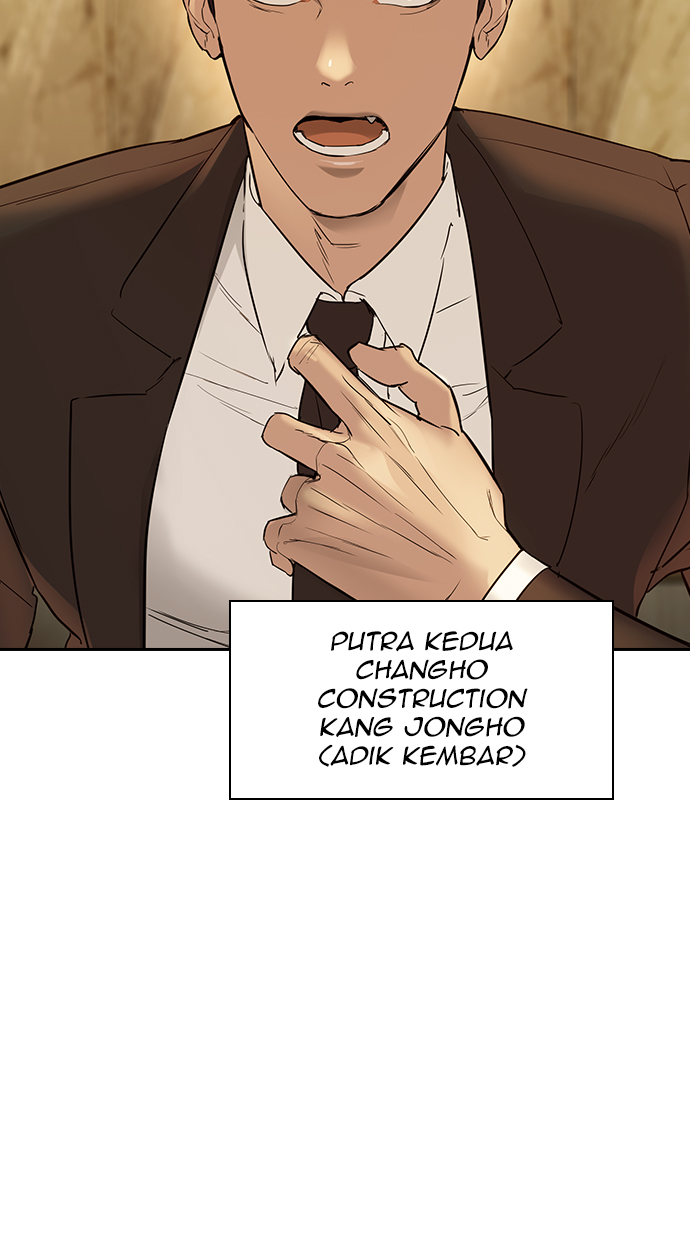 PUTRA KEDUA
CHANGHO
CONSTRUCTION
KANG JONGHO
(ADIK KEMBAR)